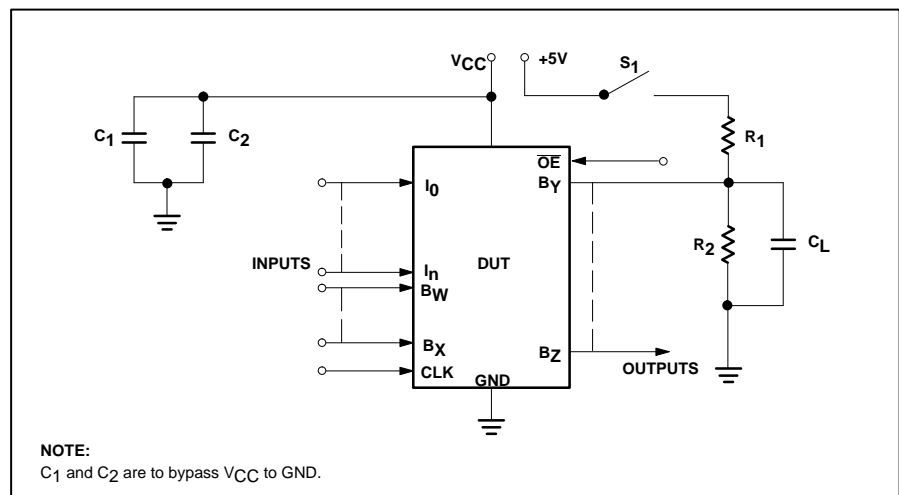 VCC
+5V
S1
C1
C2
R1
OE
I0
BY
R2
CL
INPUTS
In
DUT
BW
BX
BZ
CLK
OUTPUTS
GND
NOTE:
C1 and C2 are to bypass VCC to GND.